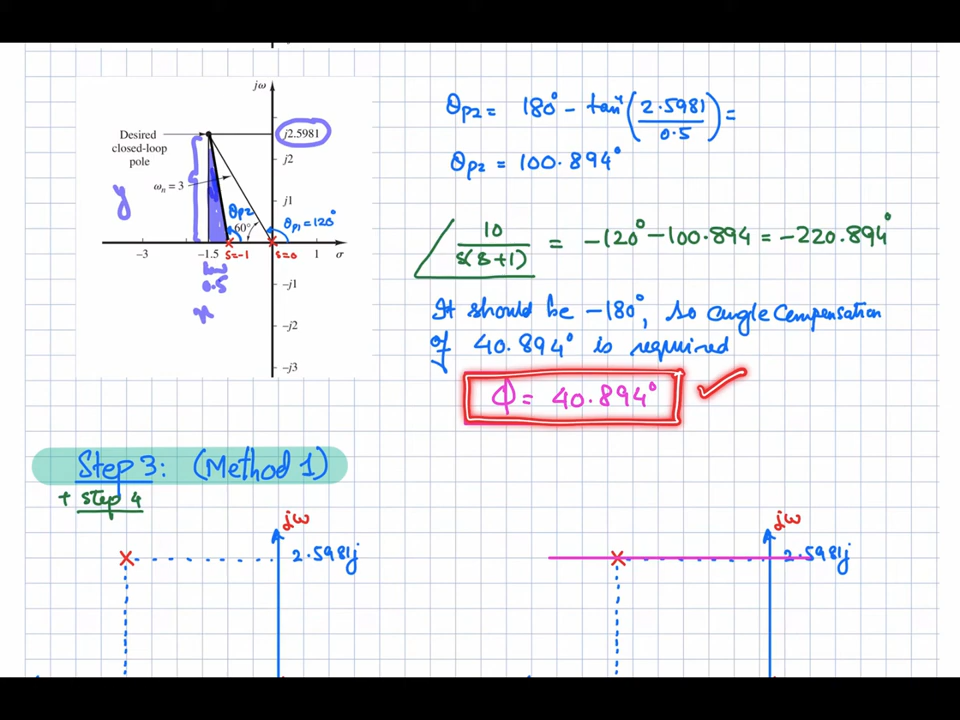 jω
Desired
closed-loop
pole
j2.5981
j2
ωn = 3
y
j1
θp2
60°
θp1 = 120°
-3
-1.5
s=-1
s=0
1
σ
0.5
x
-j1
-j2
-j3
θp2 = 180° - tan⁻¹(2.5981/0.5) =
θp2 = 100.894°
∠ 10/s(s+1) = -120° - 100.894 = -220.894°
It should be -180°, so angle compensation
of 40.894° is required
ϕ = 40.894°
Step 3: (Method 1)
+ step 4
jω
2.5981j
jω
2.5981j